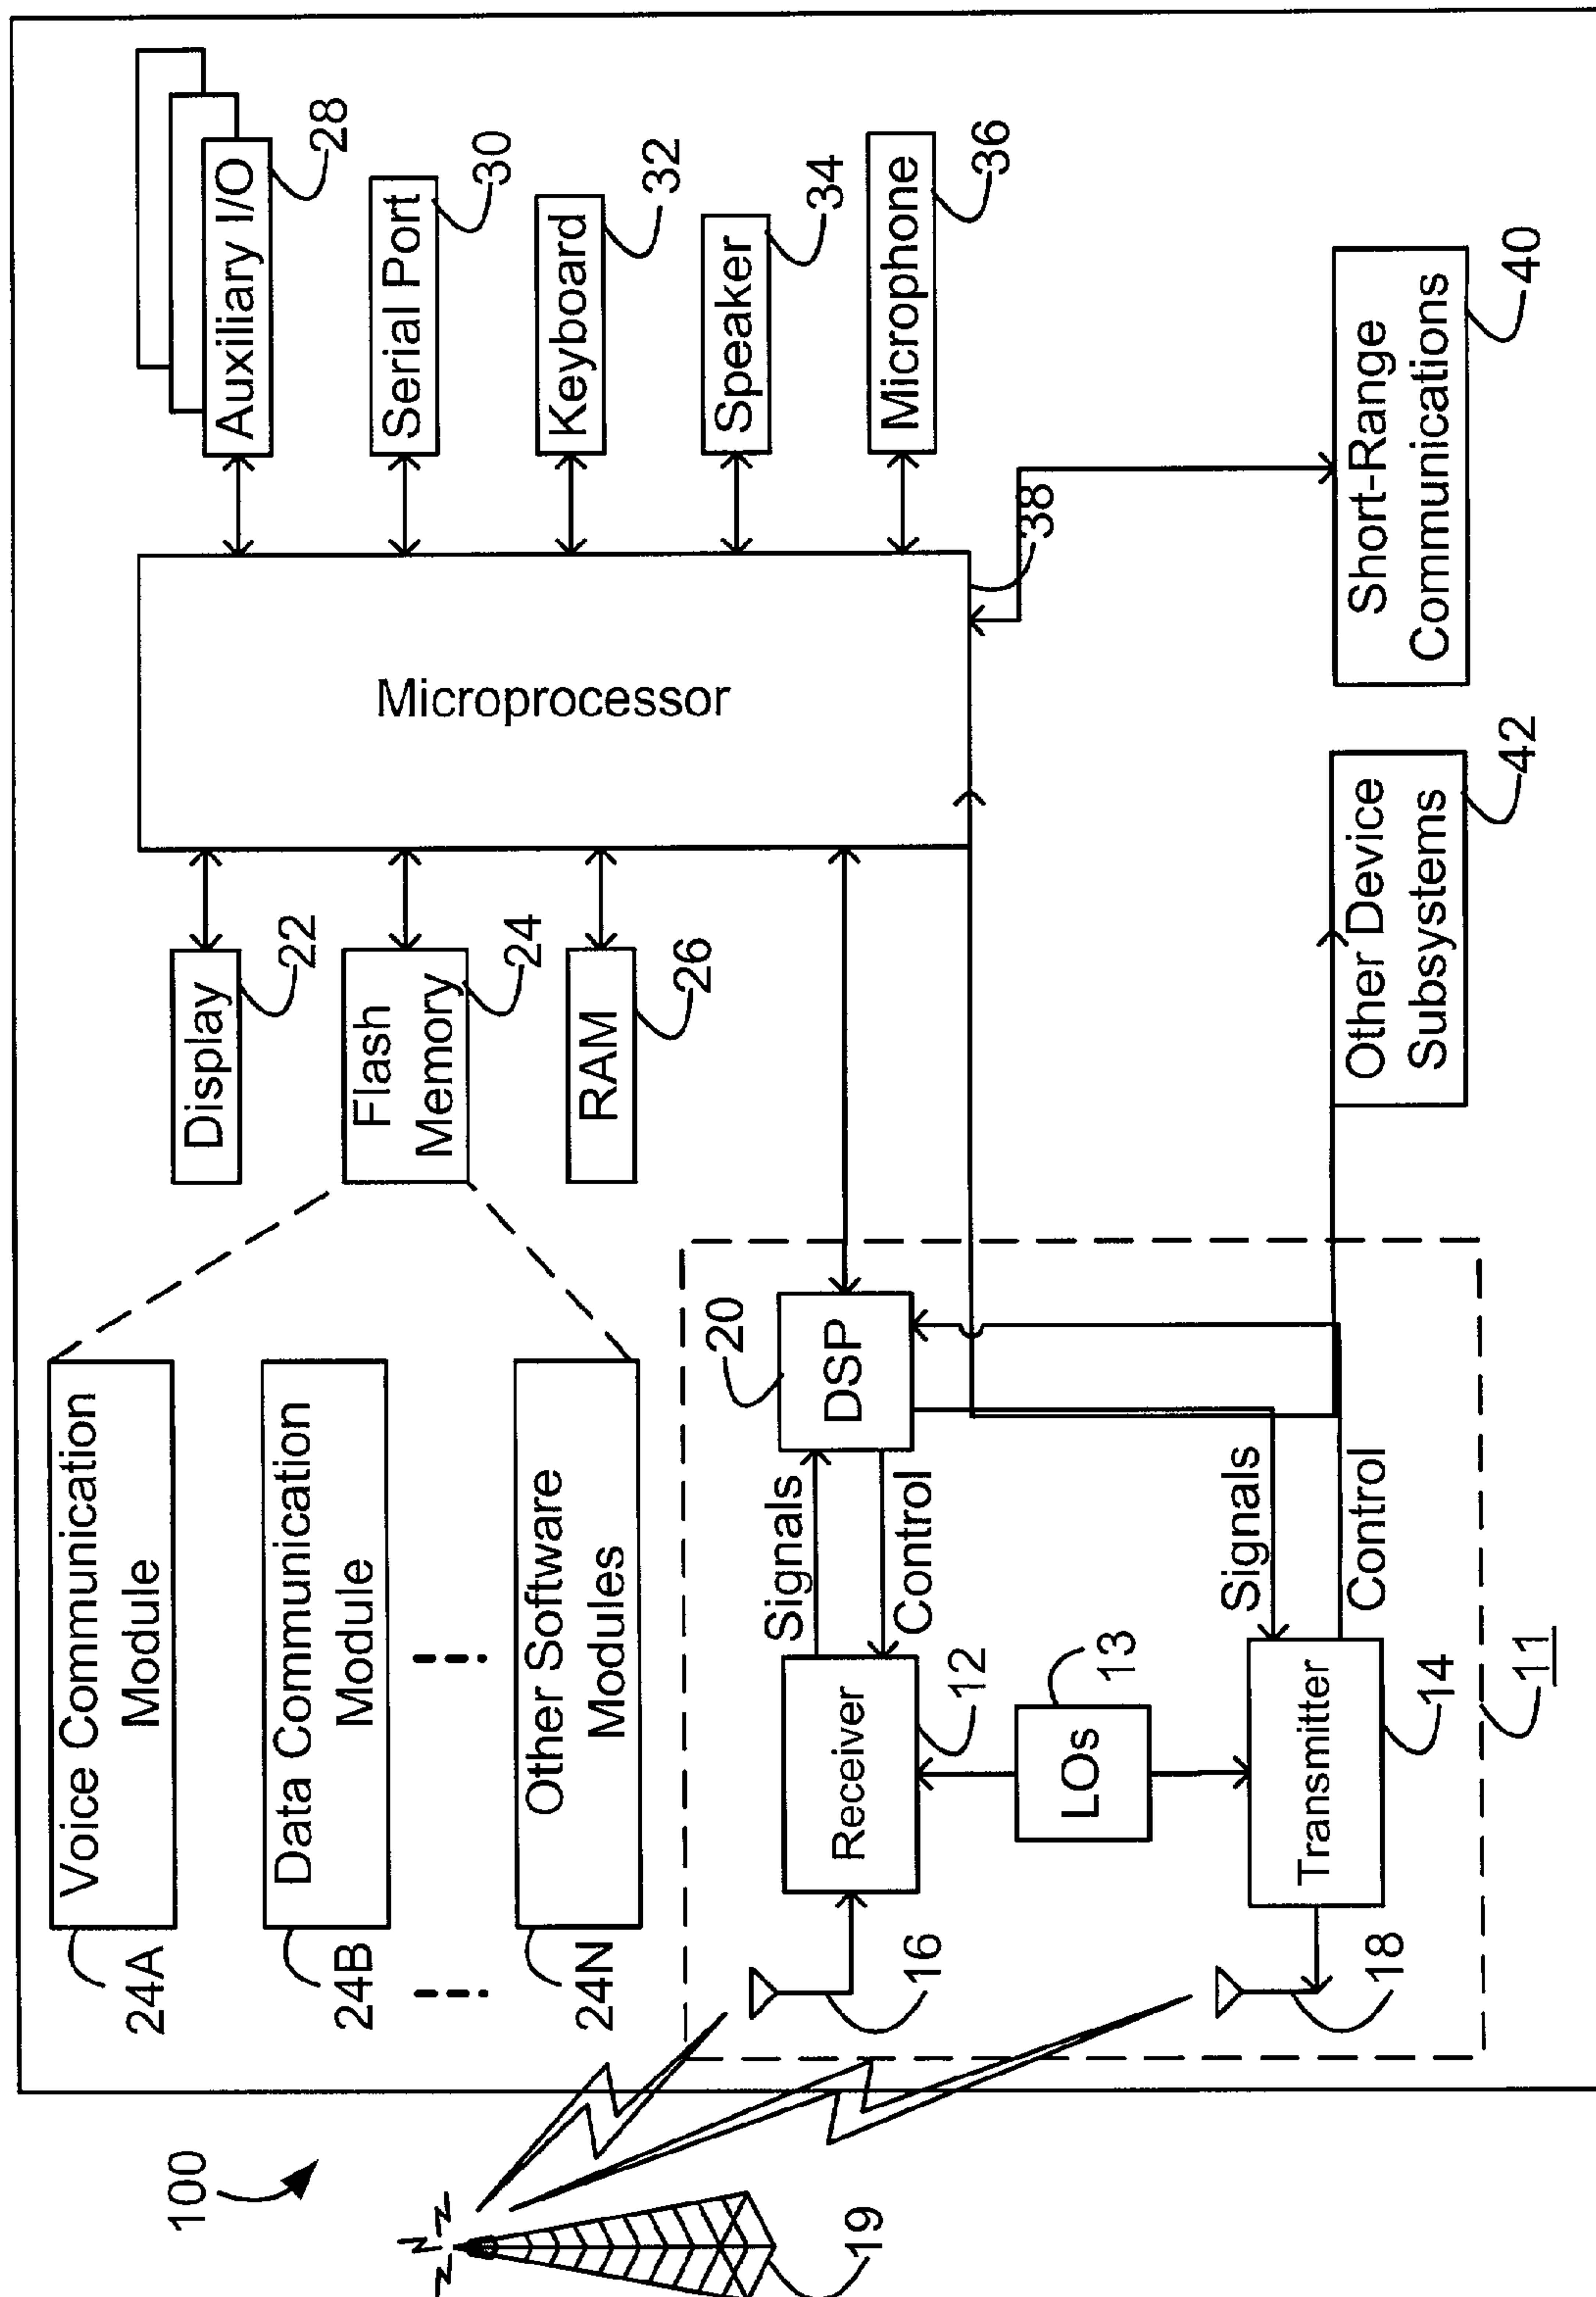 100
19
24A
Voice Communication
Module
24B
Data Communication
Module
24N
Other Software
Modules
Display
22
Flash
Memory
24
RAM
26
Microprocessor
38
Auxiliary I/O
28
Serial Port
30
Keyboard
32
Speaker
34
Microphone
36
Short-Range
Communications
40
Other Device
Subsystems
42
16
Receiver
12
Signals
Control
DSP
20
LOs
13
18
Transmitter
14
Signals
Control
11